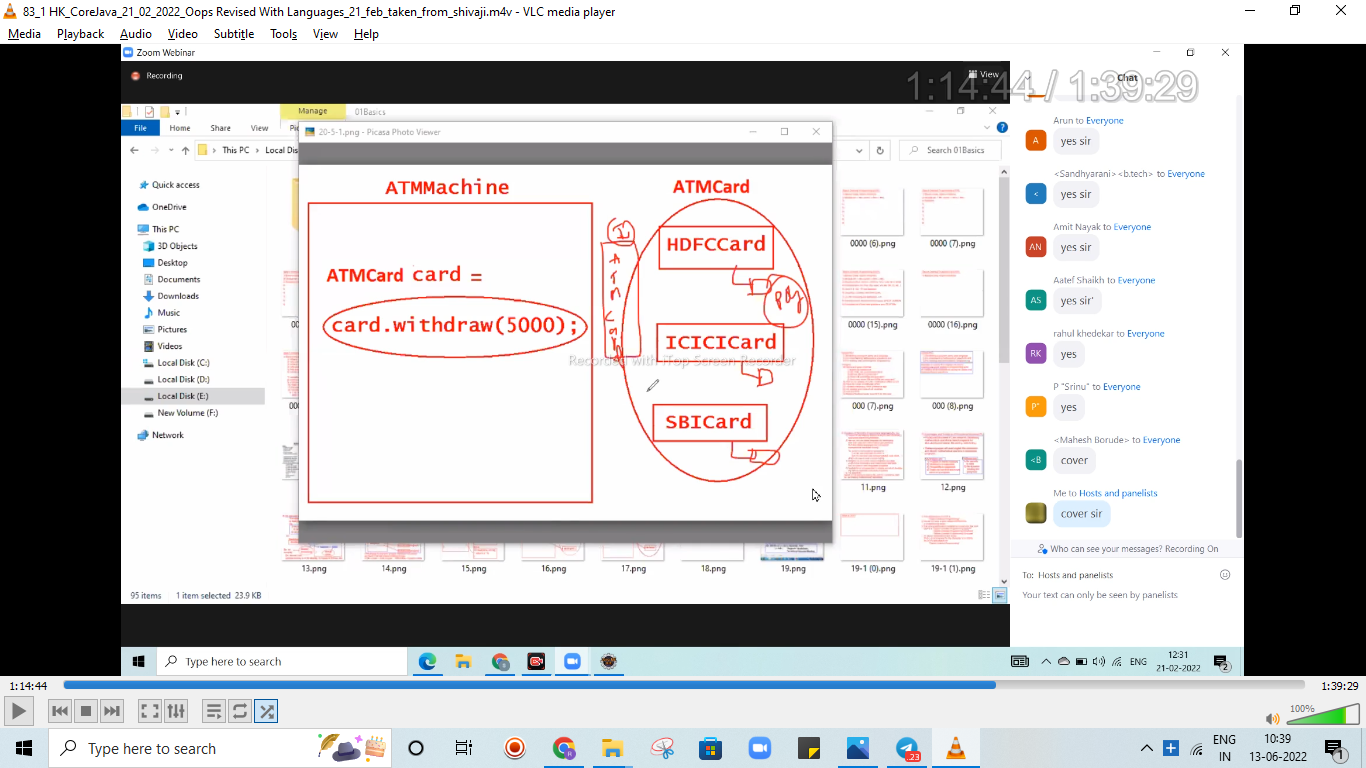 83_1 HK_CoreJava_21_02_2022_Oops Revised With Languages_21_feb_taken_from_shivaji.m4v - VLC media player
Media Playback Audio Video Subtitle Tools View Help
Zoom Webinar
Recording
View
1:14:44 / 1:39:29
Chat
Manage
01Basics
File Home Share View
This PC
Search 01Basics
20-5-1.png - Picasa Photo Viewer
Quick access
OneDrive
This PC
3D Objects
Desktop
Documents
Downloads
Music
Pictures
Videos
Local Disk (C:)
Local Disk (D:)
Local Disk (E:)
New Volume (F:)
Network
ATMMachine
ATMCard card =
card.withdraw(5000);
ATMCard
HDFCCard
ICICICard
SBICard
I
Recorded with iTop Screen Recorder
0000 (6).png 0000 (7).png
(15).png 0000 (16).png
(7).png 000 (8).png
11.png 12.png
13.png 14.png 15.png 16.png 17.png 18.png 19.png 19-1 (0).png 19-1 (1).png
95 items 1 item selected 23.9 KB
Arun to Everyone
A
yes sir
<Sandhyarani><b.tech> to Everyone
<
yes sir
Amit Nayak to Everyone
AN
yes sir
Aatef Shaikh to Everyone
AS
yes sir'
rahul khedekar to Everyone
RK
yes
P "Srinu" to Everyone
P"
yes
<Mahesh Borude> to Everyone
<B
cover
Me to Hosts and panelists
cover sir
Who can see your messages? Recording On
To: Hosts and panelists
Your text can only be seen by panelists
Type here to search
ENG
12:31
21-02-2022
2
1:14:44
1:39:29
100%
Type here to search
23
ENG
IN
10:39
13-06-2022
1